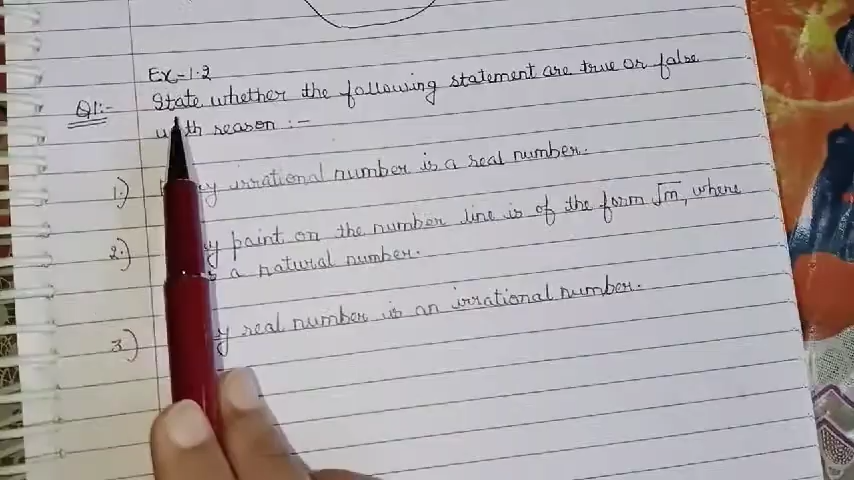 Ex-1.2
Q1:- State whether the following statement are true or false
with reason :-
1.) irrational number is a real number.
2.) point on the number line is of the form √m, where
a natural number.
3.) real number is an irrational number.